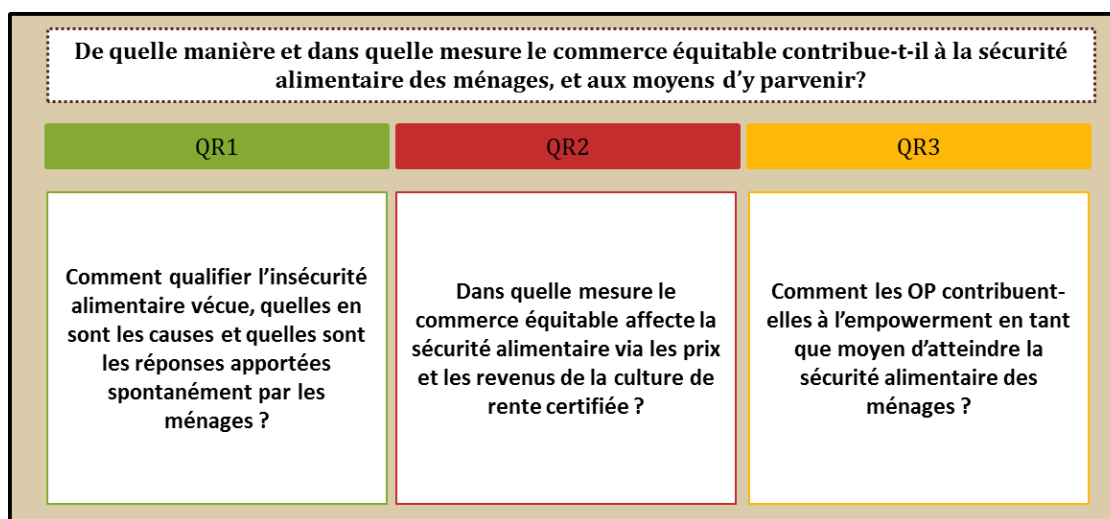 De quelle manière et dans quelle mesure le commerce équitable contribue-t-il à la sécurité
alimentaire des ménages, et aux moyens d'y parvenir?
QR1
QR2
QR3
Comment qualifier l'insécurité
alimentaire vécue, quelles en
sont les causes et quelles sont
les réponses apportées
spontanément par les
ménages ?
Dans quelle mesure le
commerce équitable affecte la
sécurité alimentaire via les prix
et les revenus de la culture de
rente certifiée ?
Comment les OP contribuent-
elles à l'empowerment en tant
que moyen d'atteindre la
sécurité alimentaire des
ménages ?